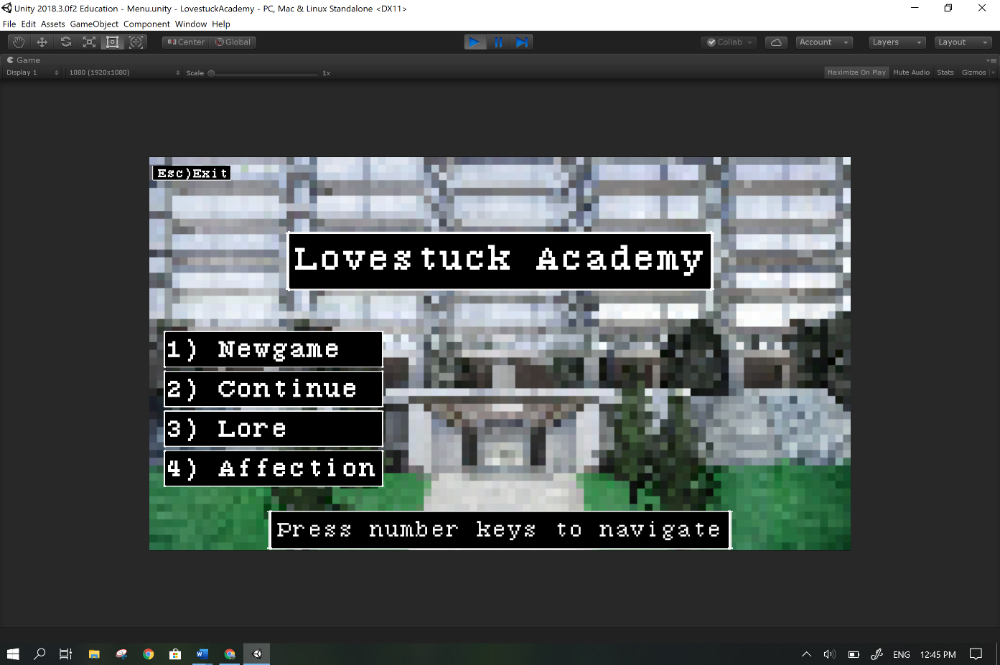 Unity 2018.3.0f2 Education - Menu.unity - LovestuckAcademy - PC, Mac & Linux Standalone <DX11>
File Edit Assets GameObject Component Window Help
Center Global Collab Account Layers Layout
Game
Display 1 1080 (1920x1080) Scale 1x Maximize On Play Mute Audio Stats Gizmos
Esc)Exit
Lovestuck Academy
1) Newgame
2) Continue
3) Lore
4) Affection
Press number keys to navigate
ENG 12:45 PM